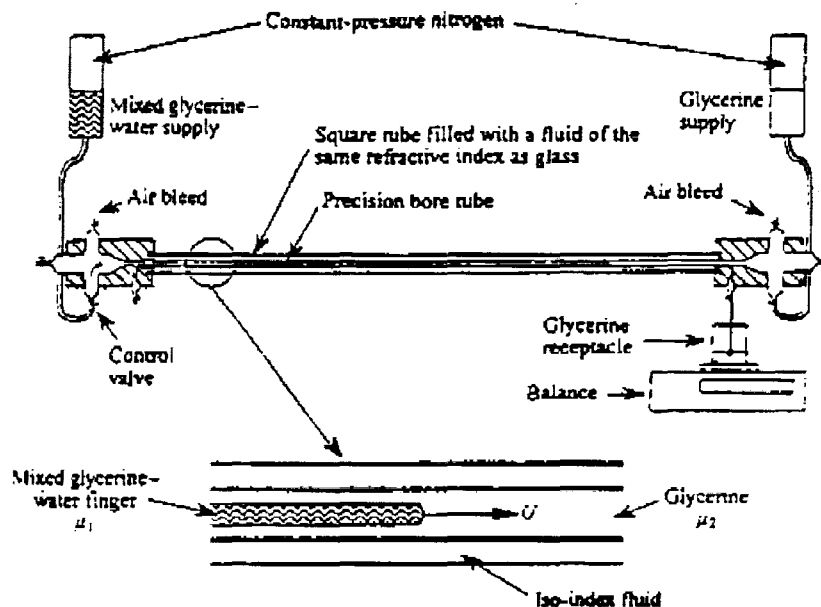 Constant-pressure nitrogen
Mixed glycerine–
water supply
Glycerine
supply
Square rube filled with a fluid of the
same refractive index as glass
Air bleed
Precision bore rube
Air bleed
Control
valve
Glycerine
receptacle
Balance
Mixed glycerine–
water finger
μ1
U
Glycerine
μ2
Iso-index fluid